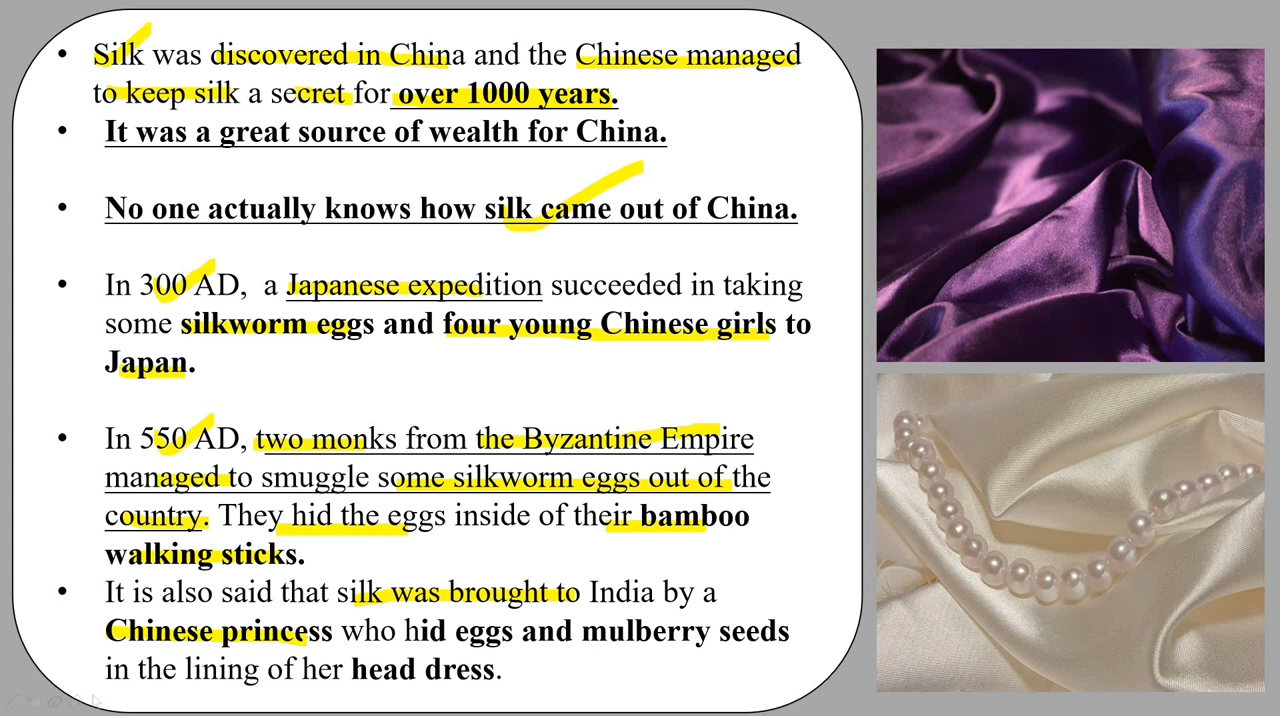 • Silk was discovered in China and the Chinese managed
to keep silk a secret for over 1000 years.
• It was a great source of wealth for China.
• No one actually knows how silk came out of China.
• In 300 AD,  a Japanese expedition succeeded in taking
some silkworm eggs and four young Chinese girls to
Japan.
• In 550 AD, two monks from the Byzantine Empire
managed to smuggle some silkworm eggs out of the
country. They hid the eggs inside of their bamboo
walking sticks.
• It is also said that silk was brought to India by a
Chinese princess who hid eggs and mulberry seeds
in the lining of her head dress.